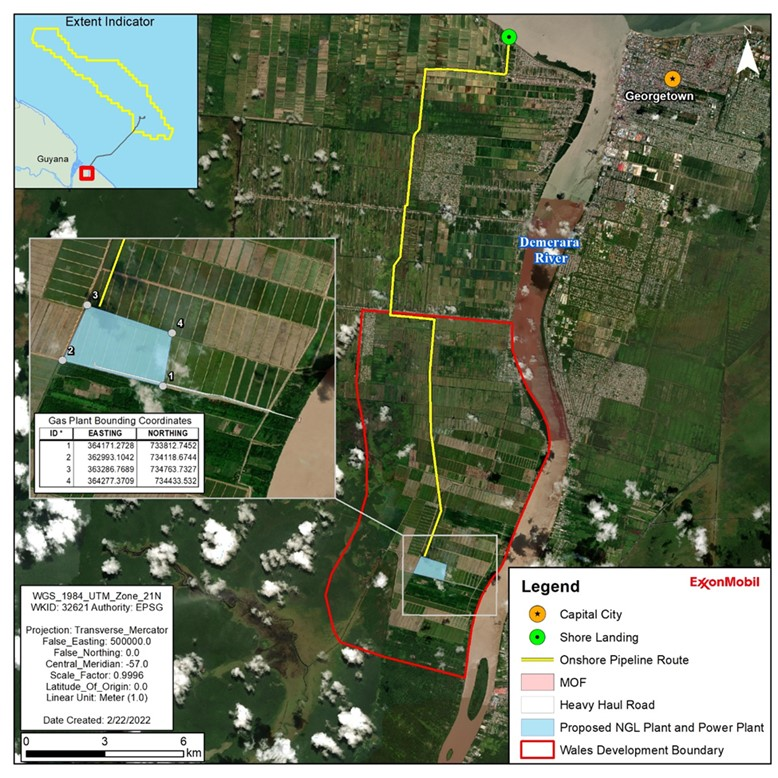 Extent Indicator
Guyana
N
Georgetown
Demerara
River
3
4
2
1
Gas Plant Bounding Coordinates
ID * EASTING NORTHING
1 364171.2728 733812.7452
2 362993.1042 734118.6744
3 363286.7689 734763.7327
4 364277.3709 734433.532
WGS_1984_UTM_Zone_21N
WKID: 32621 Authority: EPSG
Projection: Transverse_Mercator
False_Easting: 500000.0
False_Northing: 0.0
Central_Meridian: -57.0
Scale_Factor: 0.9996
Latitude_Of_Origin: 0.0
Linear Unit: Meter (1.0)
Date Created: 2/22/2022
0 3 6
km
Legend
ExxonMobil
Capital City
Shore Landing
Onshore Pipeline Route
MOF
Heavy Haul Road
Proposed NGL Plant and Power Plant
Wales Development Boundary